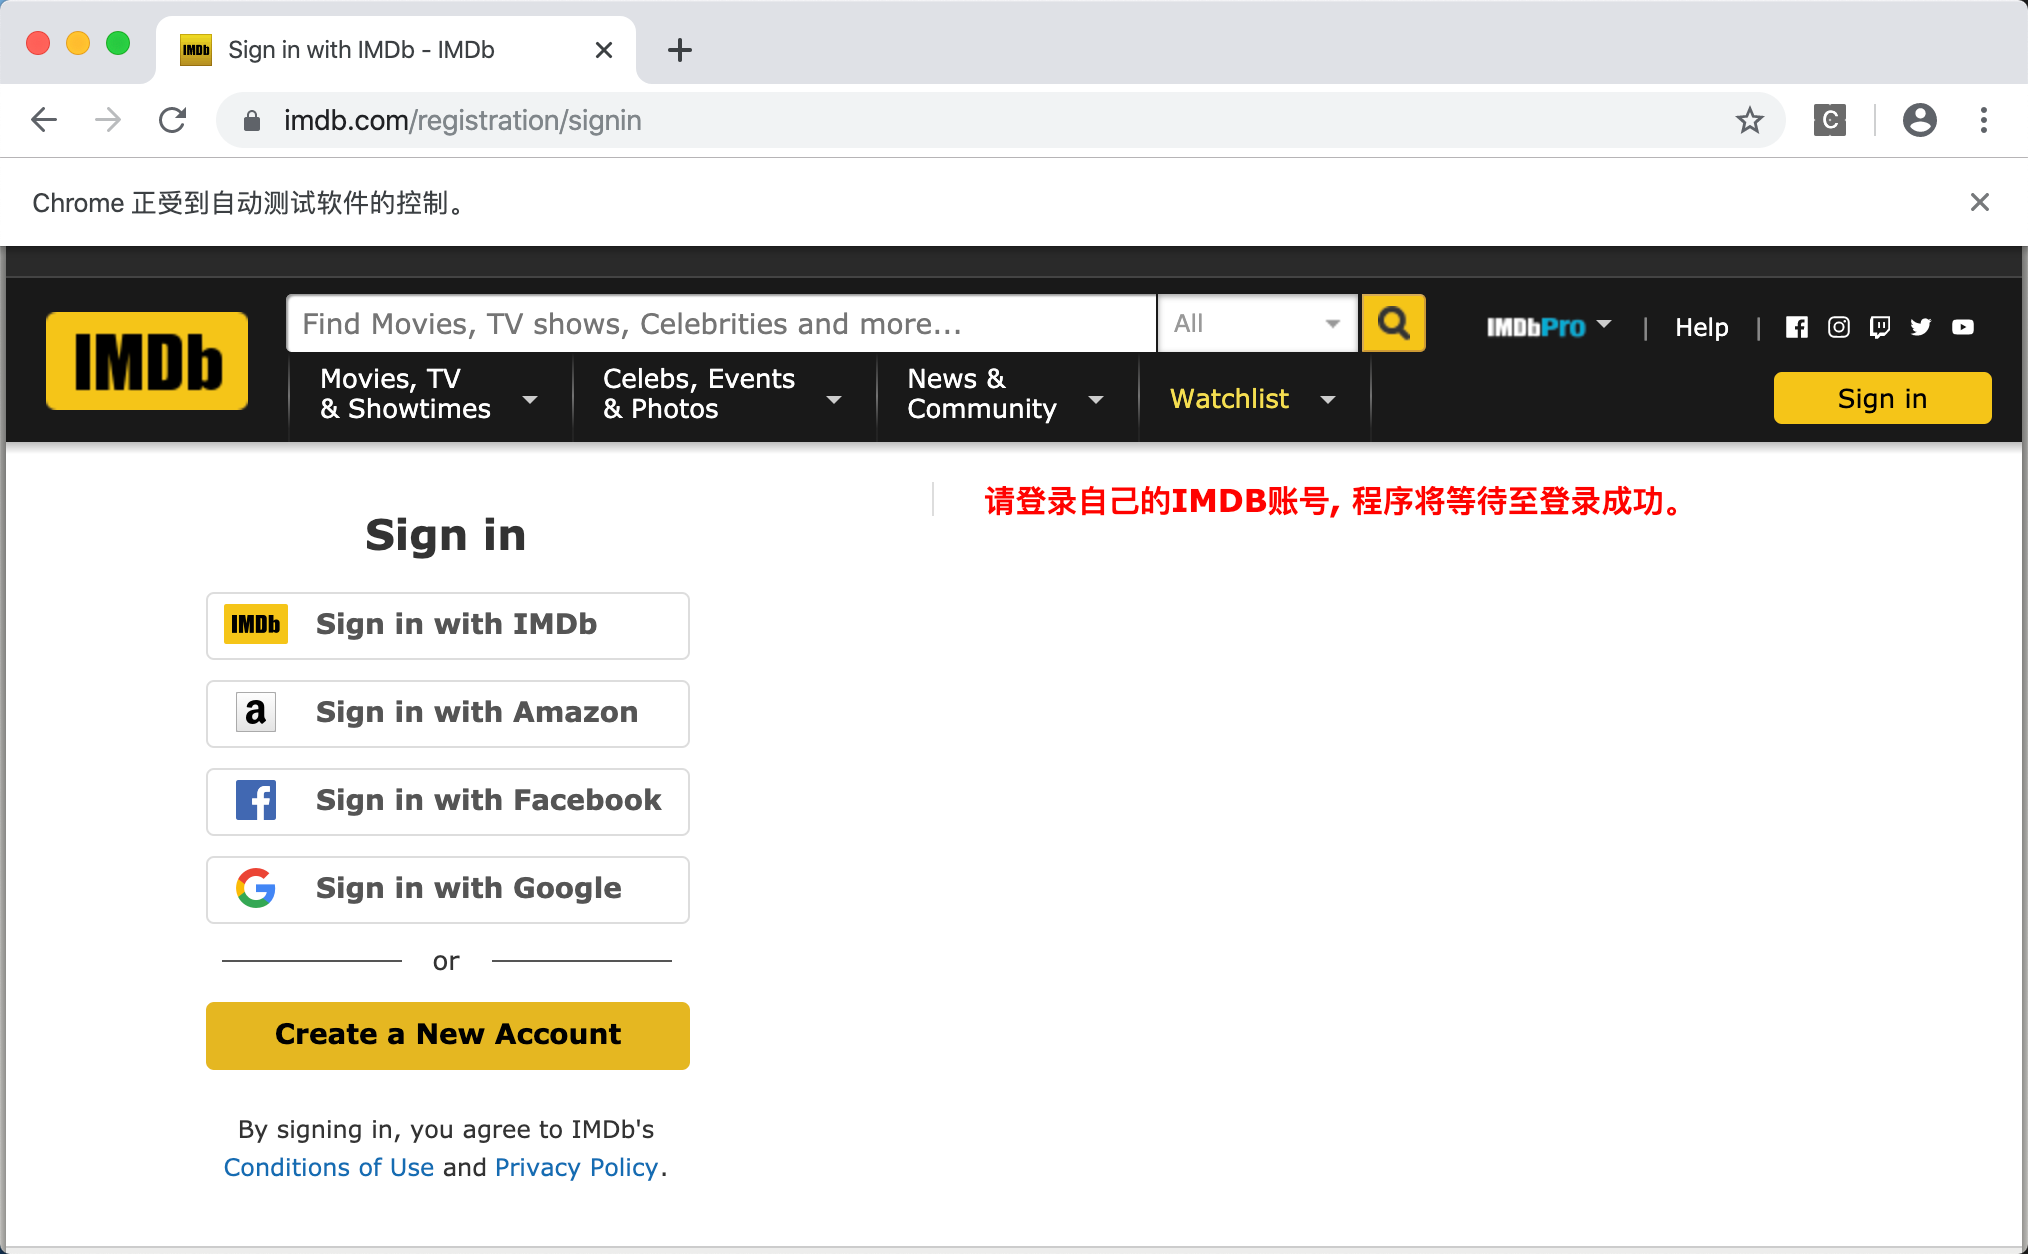 IMDb Sign in with IMDb - IMDb
imdb.com/registration/signin C
Chrome 正受到自动测试软件的控制。
IMDb
Find Movies, TV shows, Celebrities and more...
All
IMDbPro | Help |
Movies, TV
& Showtimes
Celebs, Events
& Photos
News &
Community
Watchlist
Sign in
请登录自己的IMDB账号, 程序将等待至登录成功。
Sign in
IMDb Sign in with IMDb
a Sign in with Amazon
f Sign in with Facebook
G Sign in with Google
or
Create a New Account
By signing in, you agree to IMDb's
Conditions of Use and Privacy Policy.